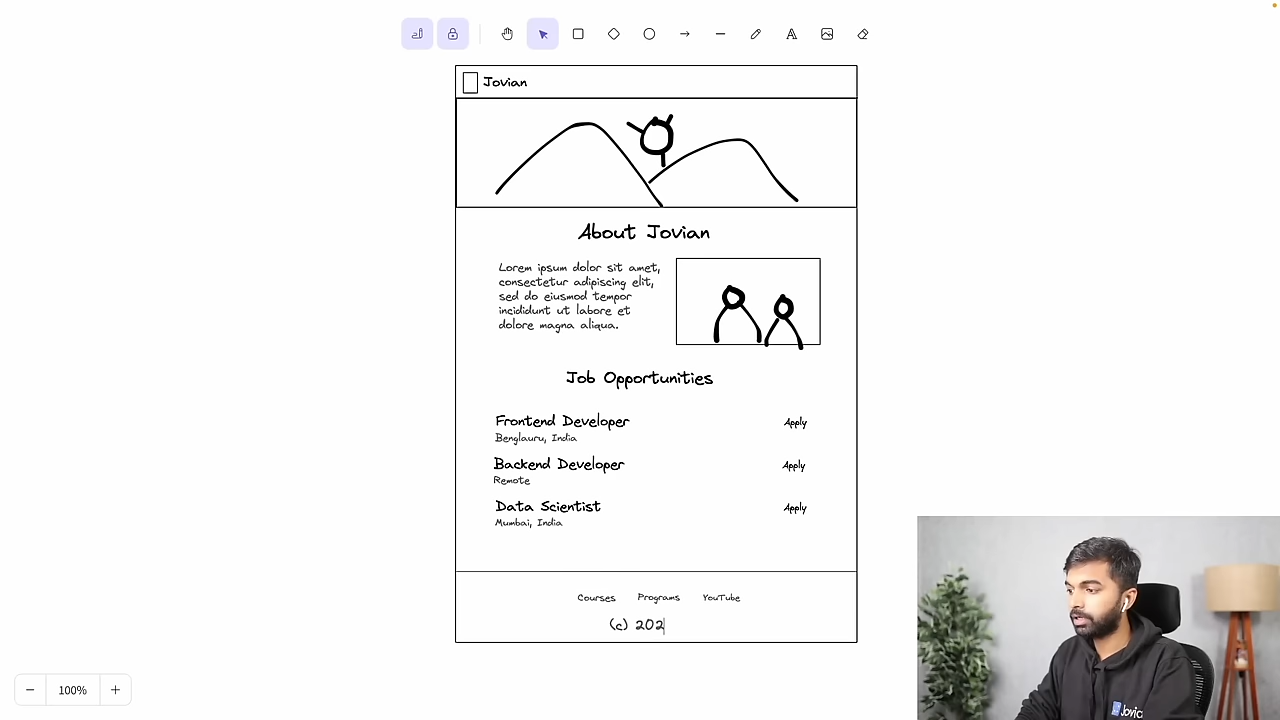 Jovian
About Jovian
Lorem ipsum dolor sit amet,
consectetur adipiscing elit,
sed do eiusmod tempor
incididunt ut labore et
dolore magna aliqua.
Job Opportunities
Frontend Developer
Benglauru, India
Apply
Backend Developer
Remote
Apply
Data Scientist
Mumbai, India
Apply
Courses Programs YouTube
(c) 202
100%